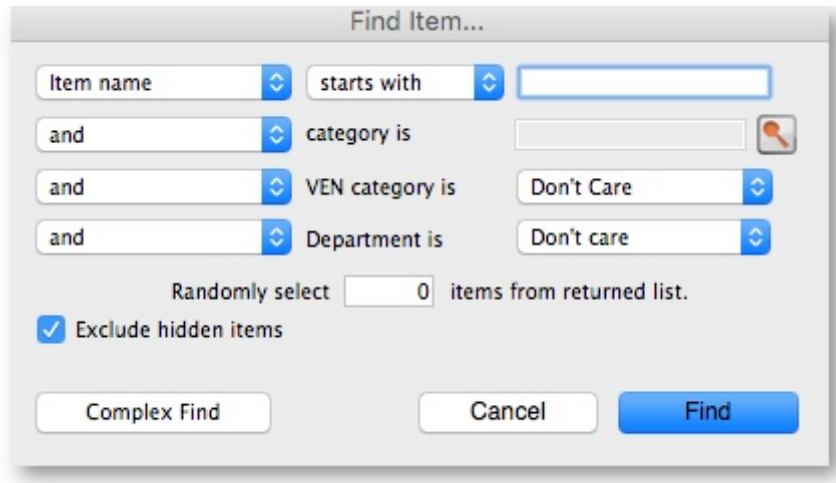 Find Item...
Item name starts with
and category is
and VEN category is Don't Care
and Department is Don't care
Randomly select 0 items from returned list.
Exclude hidden items
Complex Find Cancel Find